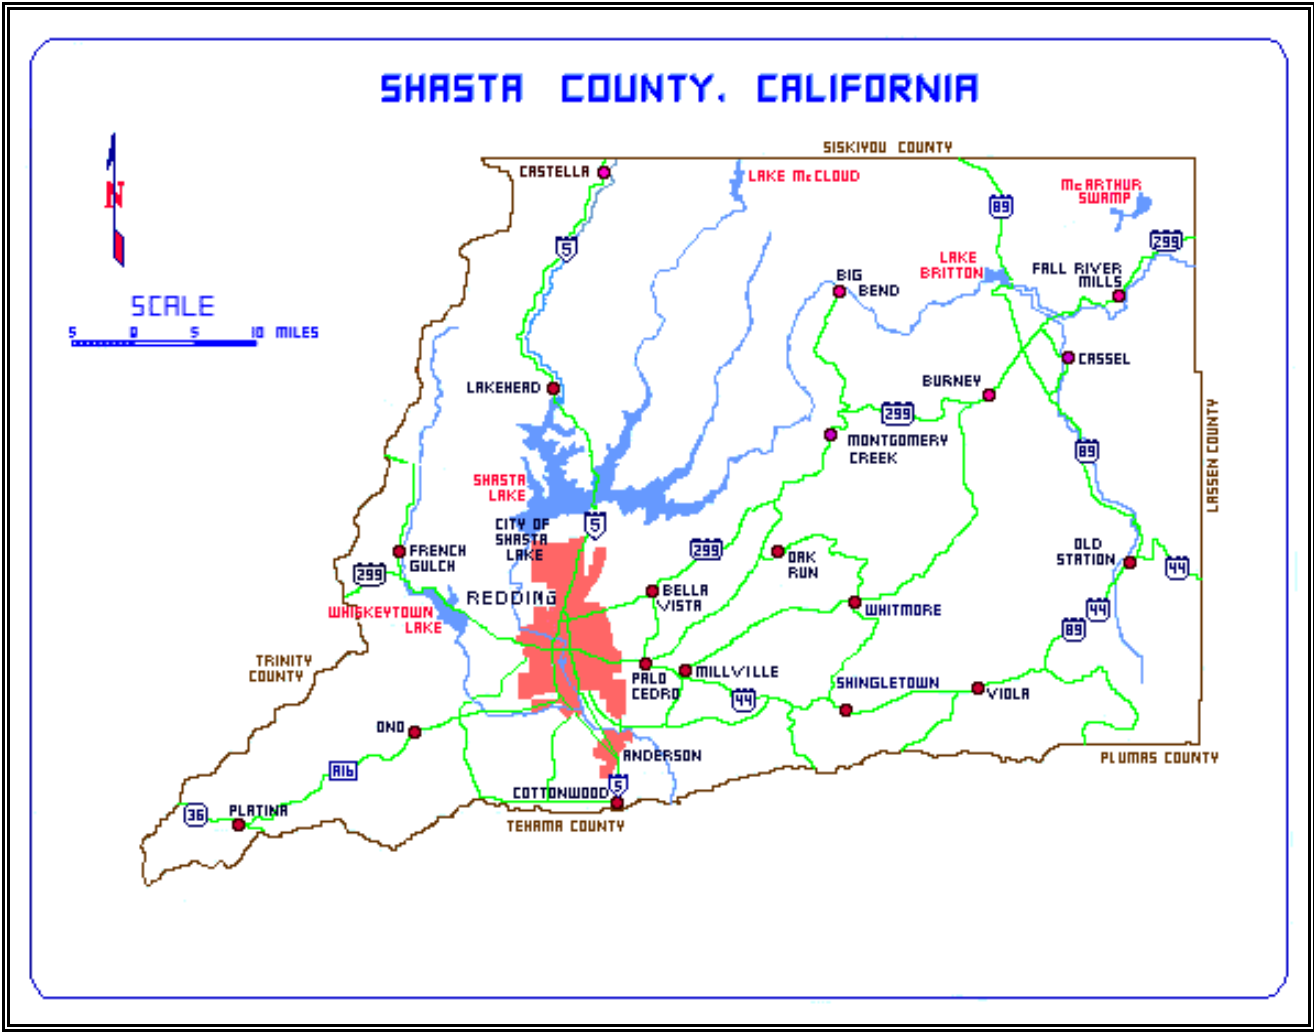 SHASTA COUNTY, CALIFORNIA
SISKIYOU COUNTY
CASTELLA
LAKE McCLOUD
McARTHUR
SWAMP
89
N
5
299
LAKE
BRITTON
FALL RIVER
MILLS
BIG
BEND
SCALE
5 0 5 10 MILES
LAKEHEAD
CASSEL
BURNEY
299
LASSEN COUNTY
MONTGOMERY
CREEK
89
SHASTA
LAKE
CITY OF
SHASTA
LAKE
5
FRENCH
GULCH
299
299
OAK
RUN
OLD
STATION
44
REDDING
BELLA
VISTA
WHITMORE
44
89
WHISKEYTOWN
LAKE
TRINITY
COUNTY
PALO
CEDRO
MILLVILLE
44
SHINGLETOWN
VIOLA
ONO
ANDERSON
PLUMAS COUNTY
A16
5
COTTONWOOD
36
PLATINA
TEHAMA COUNTY